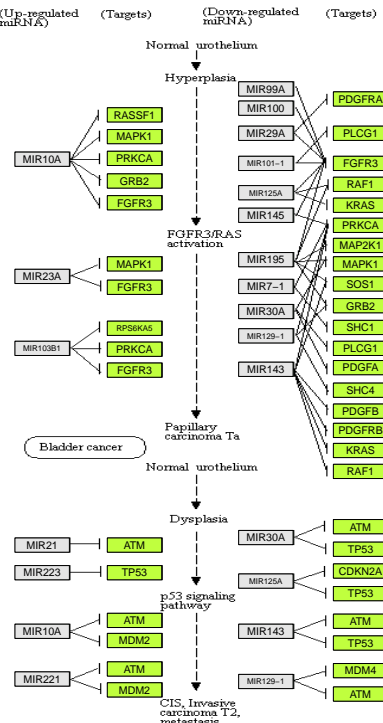 (Up-regulated
miRNA)
(Targets)
(Down-regulated
miRNA)
(Targets)
Normal urothelium
Hyperplasia
MIR10A
RASSF1
MAPK1
PRKCA
GRB2
FGFR3
MIR23A
MAPK1
FGFR3
MIR103B1
RPS6KA5
PRKCA
FGFR3
FGFR3/RAS
activation
Papillary
carcinoma Ta
MIR99A
MIR100
MIR29A
MIR101-1
MIR125A
MIR145
MIR195
MIR7-1
MIR30A
MIR129-1
MIR143
PDGFRA
PLCG1
FGFR3
RAF1
KRAS
PRKCA
MAP2K1
MAPK1
SOS1
GRB2
SHC1
PLCG1
PDGFA
SHC4
PDGFB
PDGFRB
KRAS
RAF1
Bladder cancer
Normal urothelium
Dysplasia
MIR21
ATM
MIR223
TP53
MIR10A
ATM
MDM2
MIR221
ATM
MDM2
p53 signaling
pathway
CIS, Invasive
carcinoma T2,
metastasis
MIR30A
ATM
TP53
MIR125A
CDKN2A
TP53
MIR143
ATM
TP53
MIR129-1
MDM4
ATM